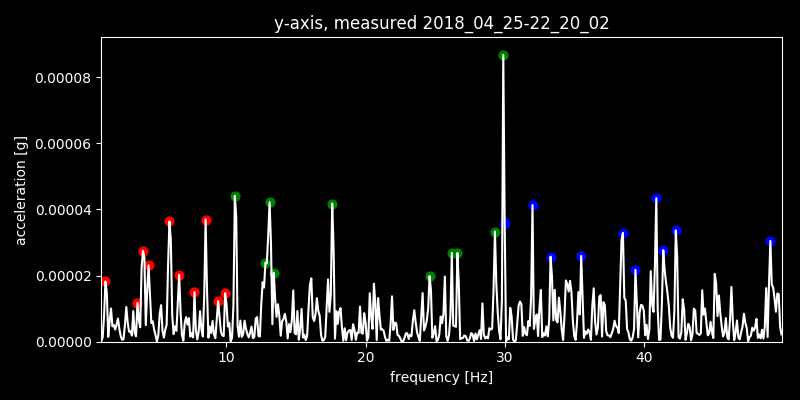 y-axis, measured 2018_04_25-22_20_02
0.00008
0.00006
0.00004
0.00002
0.00000
acceleration [g]
10 20 30 40
frequency [Hz]